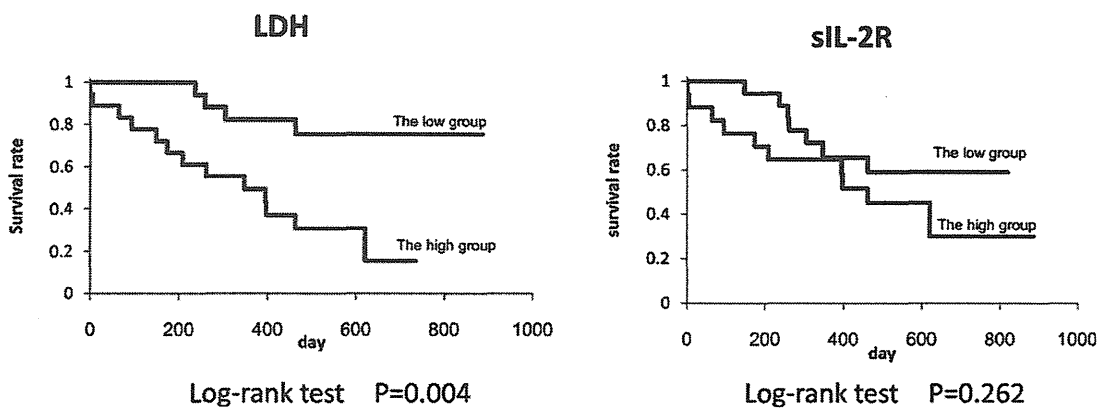 LDH
1
0.8
0.6
0.4
0.2
0
Survival rate
The low group
The high group
0 200 400 600 800 1000
day
Log-rank test P=0.004
sIL-2R
1
0.8
0.6
0.4
0.2
0
survival rate
The low group
The high group
0 200 400 600 800 1000
day
Log-rank test P=0.262